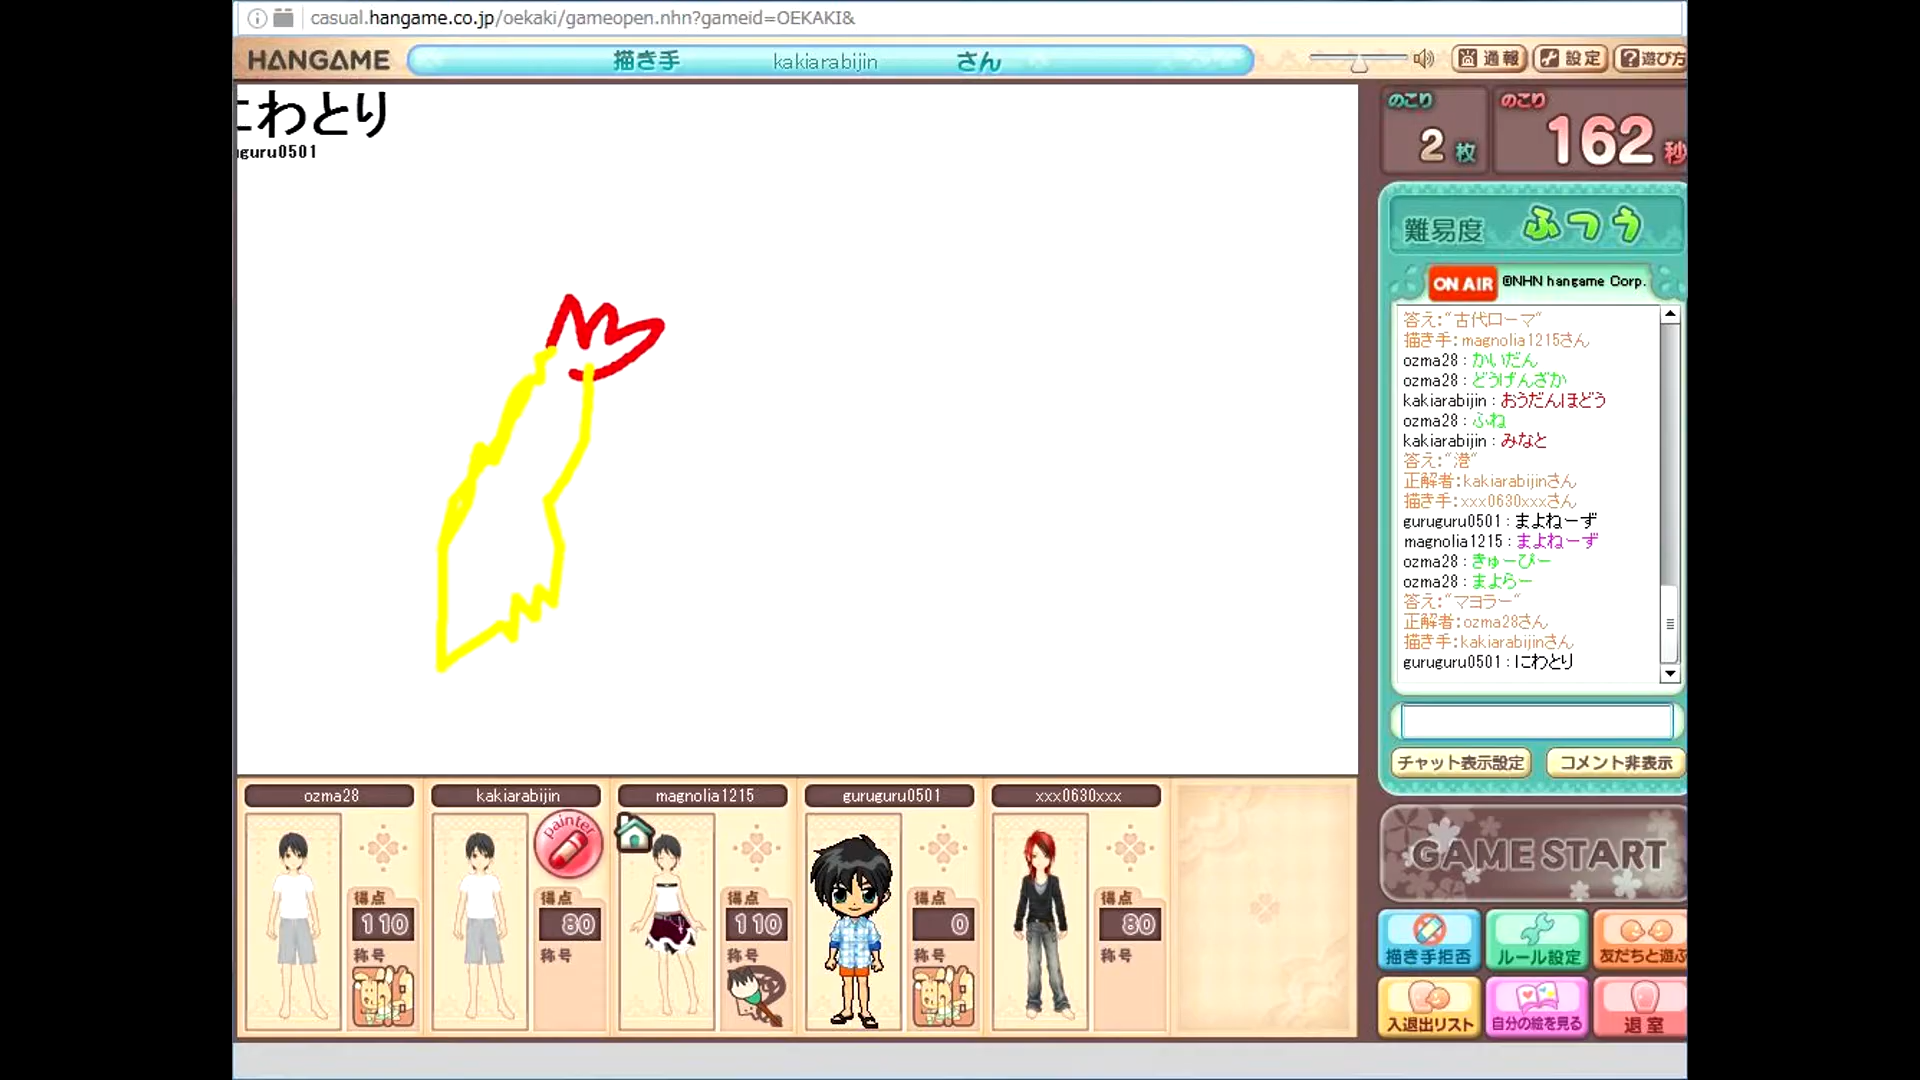 casual.hangame.co.jp/oekaki/gameopen.nhn?gameid=OEKAKI&
HANGAME
描き手 kakiarabijin さん
通報
設定
遊び方
にわとり
guru0501
のこり
2枚
のこり
162秒
難易度 ふつう
ON AIR
©NHN hangame Corp.
答え:"古代ローマ"
描き手:magnolia1215さん
ozma28:かいだん
ozma28:どうげんざか
kakiarabijin:おうだんほどう
ozma28:ふね
kakiarabijin:みなと
答え:"港"
正解者:kakiarabijinさん
描き手:xxx0630xxxさん
guruguru0501:まよねーず
magnolia1215:まよねーず
ozma28:きゅーぴー
ozma28:まよらー
答え:"マヨラー"
正解者:ozma28さん
描き手:kakiarabijinさん
guruguru0501:にわとり
チャット表示設定
コメント非表示
ozma28
得点
110
称号
kakiarabijin
painter
得点
80
称号
magnolia1215
得点
110
称号
guruguru0501
得点
0
称号
xxx0630xxx
得点
80
称号
GAME START
描き手拒否
ルール設定
友だちと遊ぶ
入退出リスト
自分の絵を見る
退室